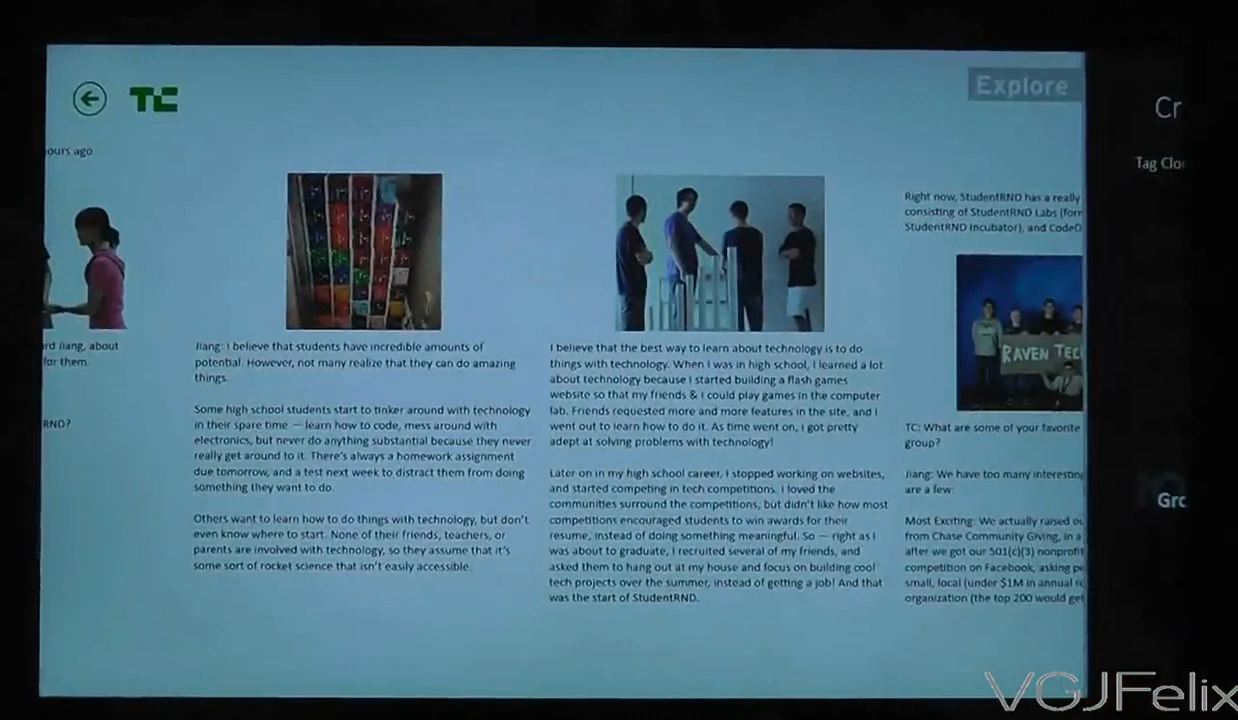 TC
Explore
ours ago
rd Jiang, about
for them.
RND?
Jiang: I believe that students have incredible amounts of
potential. However, not many realize that they can do amazing
things.
Some high school students start to tinker around with technology
in their spare time — learn how to code, mess around with
electronics, but never do anything substantial because they never
really get around to it. There's always a homework assignment
due tomorrow, and a test next week to distract them from doing
something they want to do.
Others want to learn how to do things with technology, but don't
even know where to start. None of their friends, teachers, or
parents are involved with technology, so they assume that it's
some sort of rocket science that isn't easily accessible.
I believe that the best way to learn about technology is to do
things with technology. When I was in high school, I learned a lot
about technology because I started building a flash games
website so that my friends & I could play games in the computer
lab. Friends requested more and more features in the site, and I
went out to learn how to do it. As time went on, I got pretty
adept at solving problems with technology!
Later on in my high school career, I stopped working on websites,
and started competing in tech competitions. I loved the
communities surround the competitions, but didn't like how most
competitions encouraged students to win awards for their
resume, instead of doing something meaningful. So — right as I
was about to graduate, I recruited several of my friends, and
asked them to hang out at my house and focus on building cool
tech projects over the summer, instead of getting a job! And that
was the start of StudentRND.
Right now, StudentRND has a really
consisting of StudentRND Labs (forr
StudentRND Incubator), and CodeD
RAVEN TEC
TC: What are some of your favorite
group?
Jiang: We have too many interesting
are a few:
Most Exciting: We actually raised ou
from Chase Community Giving, in a
after we got our 501(c)(3) nonprofit
competition on Facebook, asking pe
small, local (under $1M in annual re
organization (the top 200 would get
Cr
Tag Clou
Gro
VGJFelix